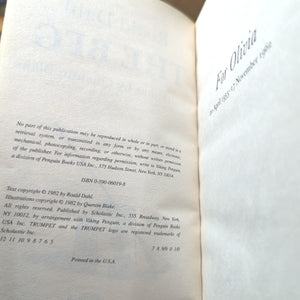 No part of this publication may be reproduced in whole or in part, or stored in a
retrieval system, or transmitted in any form or by any means, electronic,
mechanical, photocopying, recording, or otherwise, without written permission
of the publisher. For information regarding permission, write to Viking Penguin,
a division of Penguin Books USA Inc., 375 Hudson Street, New York, NY 10014.
ISBN 0-590-06019-8
Text copyright © 1982 by Roald Dahl.
Illustrations copyright © 1982 by Quentin Blake.
All rights reserved. Published by Scholastic Inc., 555 Broadway, New York,
NY 10012, by arrangement with Viking Penguin, a division of Penguin Books
USA Inc. TRUMPET and the TRUMPET logo are registered trademarks of
Scholastic Inc.
12 11 10 9 8 7 6 5
7 8 9/9 0
Printed in the U.S.A.
For Olivia
20 April 1955–17 November 1962